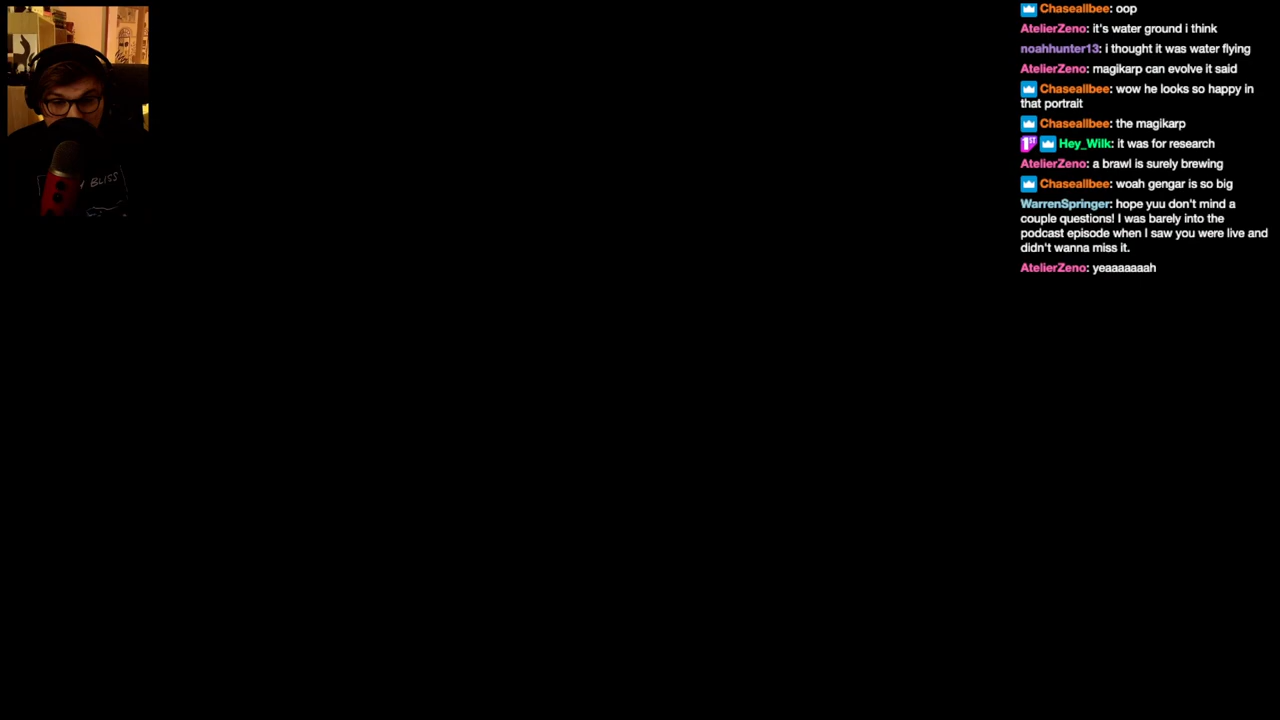 Chaseallbee: oop
AtelierZeno: it's water ground i think
noahhunter13: i thought it was water flying
AtelierZeno: magikarp can evolve it said
Chaseallbee: wow he looks so happy in
that portrait
Chaseallbee: the magikarp
1ST Hey_Wilk: it was for research
AtelierZeno: a brawl is surely brewing
Chaseallbee: woah gengar is so big
WarrenSpringer: hope yuu don't mind a
couple questions! I was barely into the
podcast episode when I saw you were live and
didn't wanna miss it.
AtelierZeno: yeaaaaaaah
BLISS